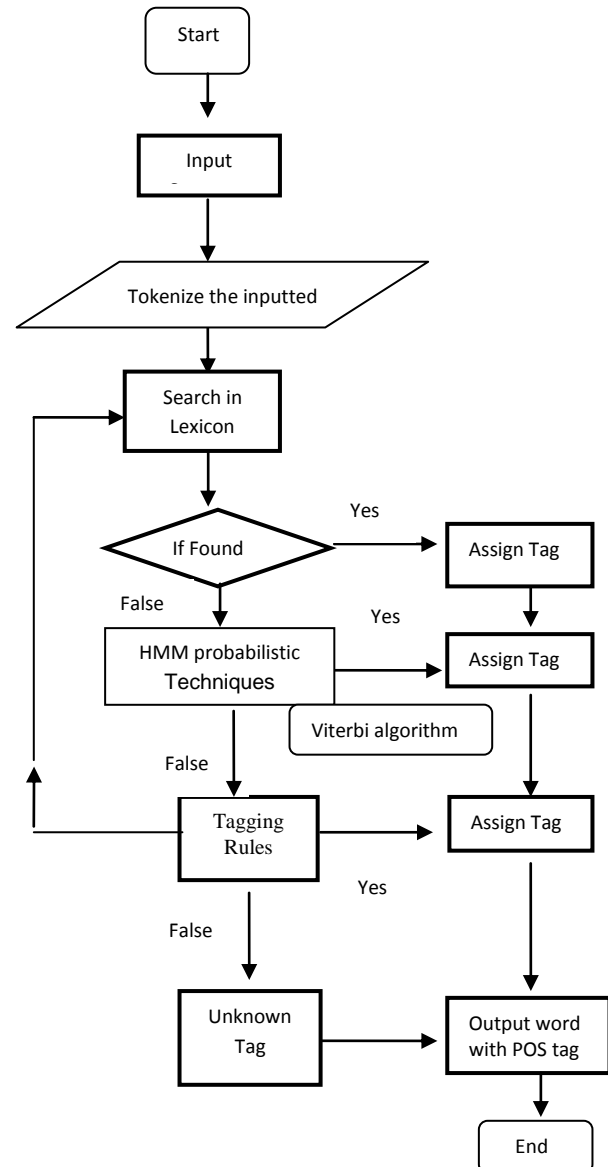 Start
Input
Tokenize the inputted
Search in
Lexicon
Yes
If Found
Assign Tag
False
Yes
HMM probabilistic
Techniques
Assign Tag
Viterbi algorithm
False
Tagging
Rules
Assign Tag
Yes
False
Unknown
Tag
Output word
with POS tag
End